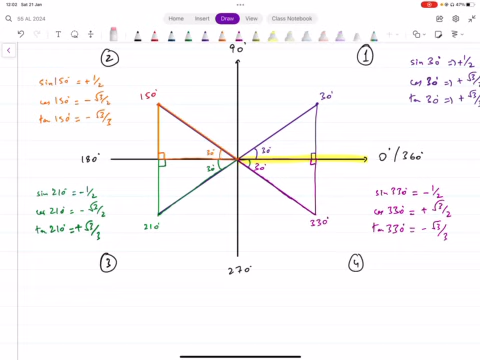 12:02 Sat 21 Jan
47%
S6 AL 2024
Home Insert Draw View Class Notebook
90°
② ①
sin 150° = +1/2
cos 150° = -√3/2
tan 150° = -√3/3
sin 30° => +1/2
cos 30° => +√3/
tan 30° => +√3/
150° 30°
30° 30°
180° 0°/360°
30° 30°
sin 210° = -1/2
cos 210° = -√3/2
tan 210° = +√3/3
sin 330° = -1/2
cos 330° = +√3/2
tan 330° = -√3/3
210° 330°
③ ④
270°